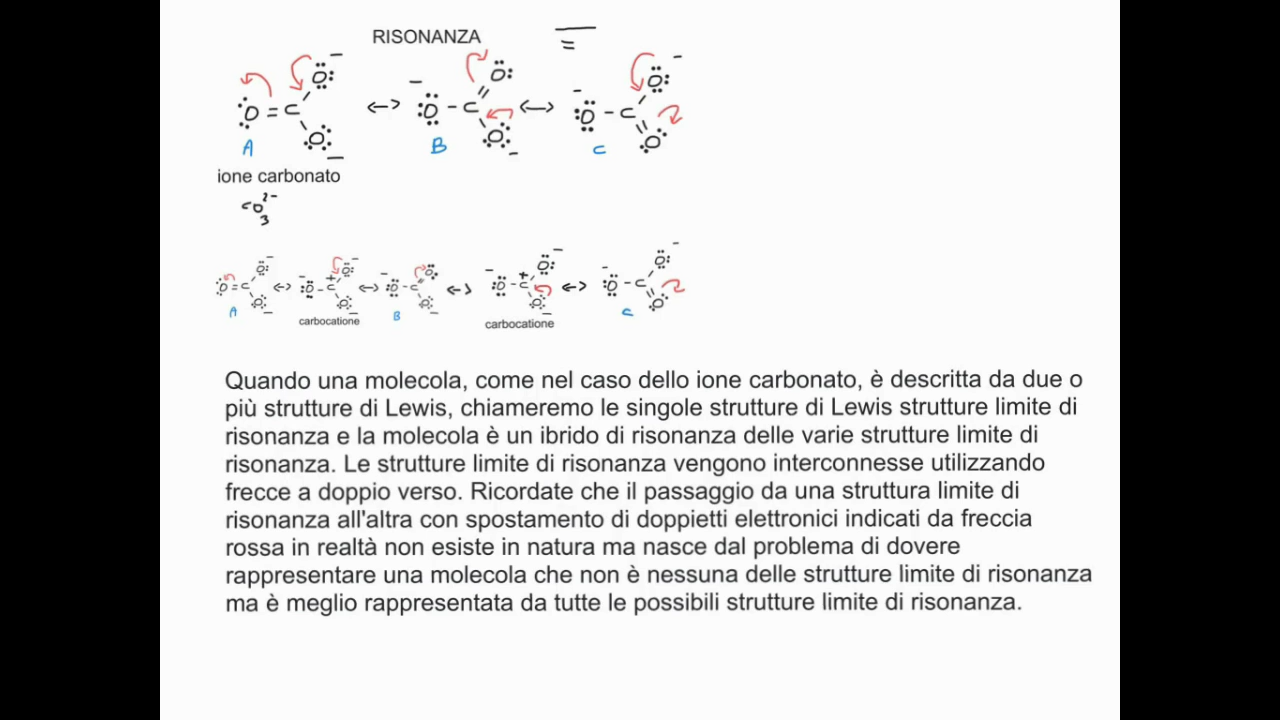 RISONANZA
O = C O O ↔ O - C O O ↔ O - C O O
A B C
ione carbonato
CO3 2-
O = C O O ↔ O - C + O O ↔ O - C O O ↔ O - C + O O ↔ O - C O O
A carbocatione B carbocatione C
Quando una molecola, come nel caso dello ione carbonato, è descritta da due o
più strutture di Lewis, chiameremo le singole strutture di Lewis strutture limite di
risonanza e la molecola è un ibrido di risonanza delle varie strutture limite di
risonanza. Le strutture limite di risonanza vengono interconnesse utilizzando
frecce a doppio verso. Ricordate che il passaggio da una struttura limite di
risonanza all'altra con spostamento di doppietti elettronici indicati da freccia
rossa in realtà non esiste in natura ma nasce dal problema di dovere
rappresentare una molecola che non è nessuna delle strutture limite di risonanza
ma è meglio rappresentata da tutte le possibili strutture limite di risonanza.